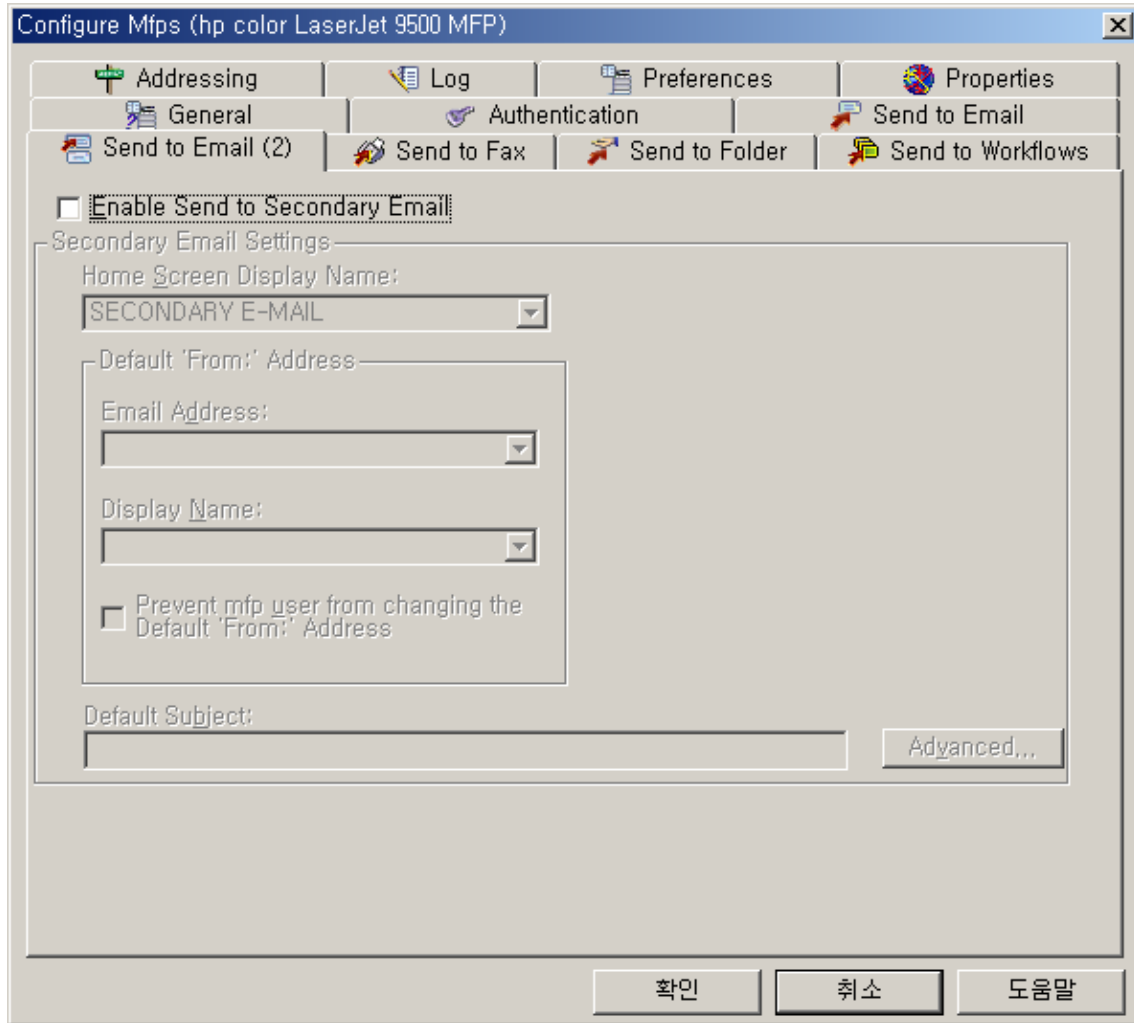 Configure Mfps (hp color LaserJet 9500 MFP)
Addressing Log Preferences Properties
General Authentication Send to Email
Send to Email (2) Send to Fax Send to Folder Send to Workflows
Enable Send to Secondary Email
Secondary Email Settings
Home Screen Display Name:
SECONDARY E-MAIL
Default 'From:' Address
Email Address:
Display Name:
Prevent mfp user from changing the
Default 'From:' Address
Default Subject:
Advanced...
확인 취소 도움말